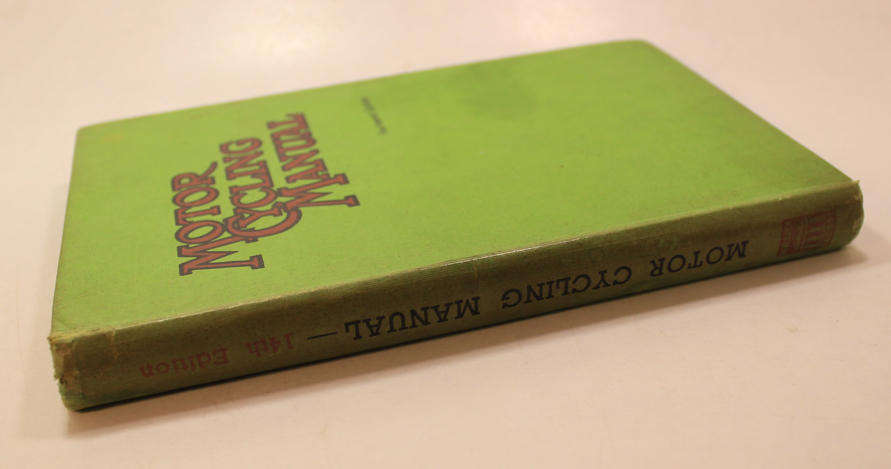 MOTOR
CYCLING
MANUAL
MOTOR CYCLING MANUAL — 14th Edition